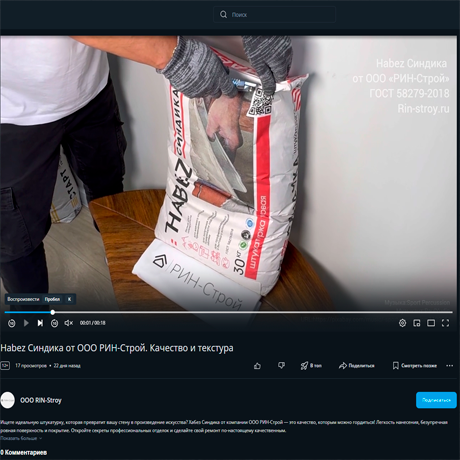 Поиск
Habez Синдика
от ООО «РИН-Строй»
ГОСТ 58279-2018
Rin-stroy.ru
HABEZ
СИНДИКА
СТАРТ
30 КГ
РИН-Строй
Воспроизвести Пробел K
00:01 / 00:18
Habez Синдика от ООО РИН-Строй. Качество и текстура
12+ 17 просмотров • 22 дня назад
В топ
Поделиться
Смотреть позже
ООО RIN-Stroy
Подписаться
Ищете идеальную штукатурку, которая превратит вашу стену в произведение искусства? Хабез Синдика от компании ООО РИН-Строй — это качество, которым можно гордиться! Легкость нанесения, безупречная
ровная поверхность и покрытие. Откройте секреты профессиональных отделок и сделайте свой ремонт по-настоящему качественным.
Показать больше
0 Комментариев